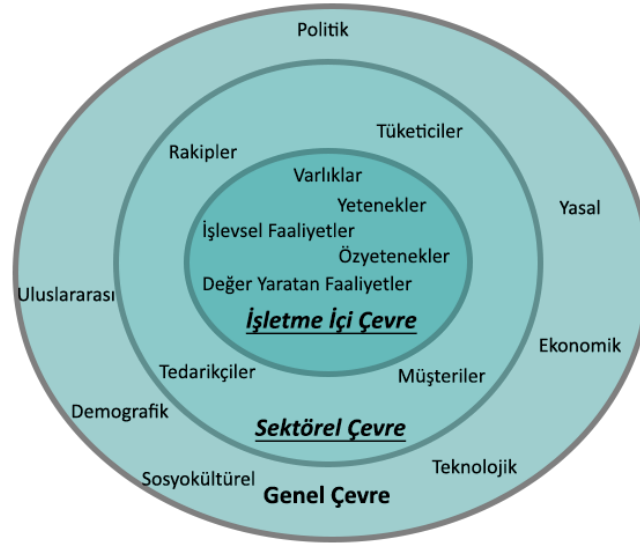 Politik
Tüketiciler
Rakipler
Varlıklar
Yetenekler
Yasal
İşlevsel Faaliyetler
Özyetenekler
Değer Yaratan Faaliyetler
Uluslararası
İşletme İçi Çevre
Ekonomik
Tedarikçiler
Müşteriler
Demografik
Sektörel Çevre
Teknolojik
Sosyokültürel
Genel Çevre